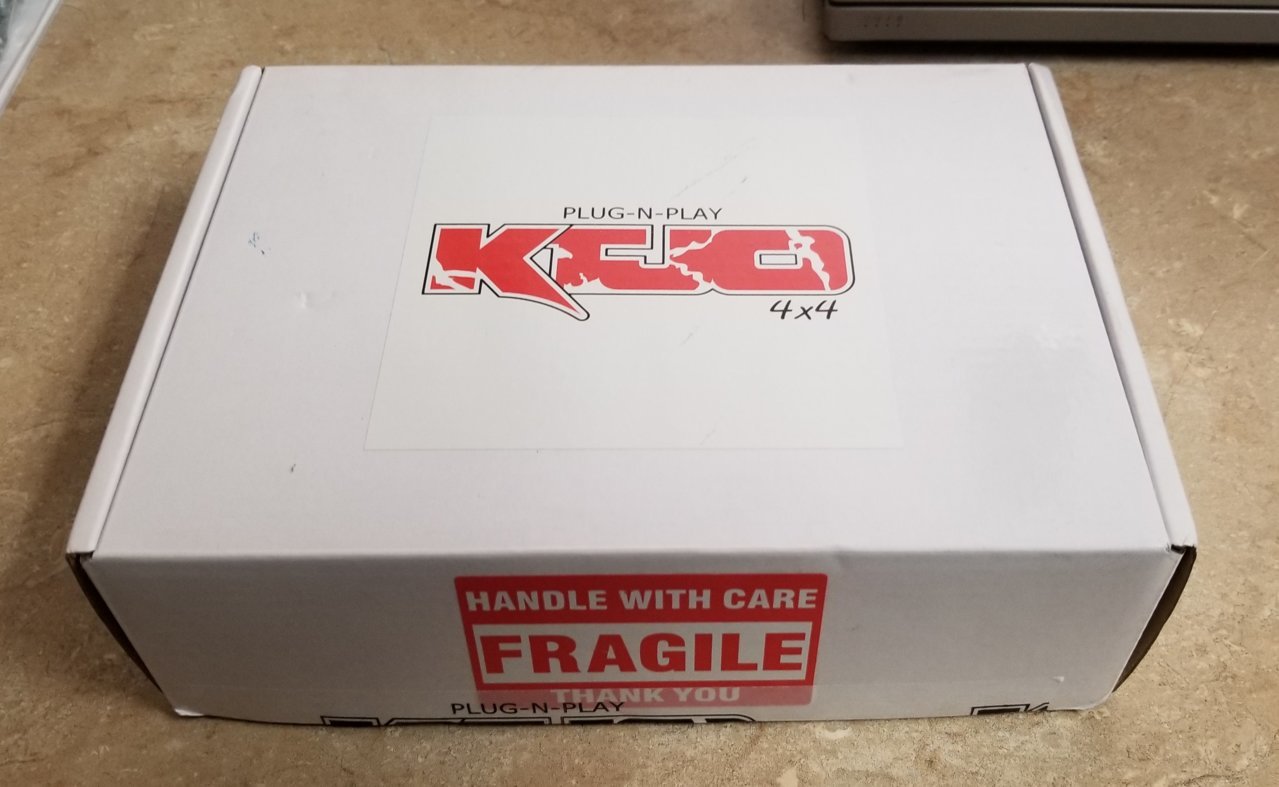 PLUG-N-PLAY
KEJO
4x4
HANDLE WITH CARE
FRAGILE
THANK YOU
PLUG-N-PLAY